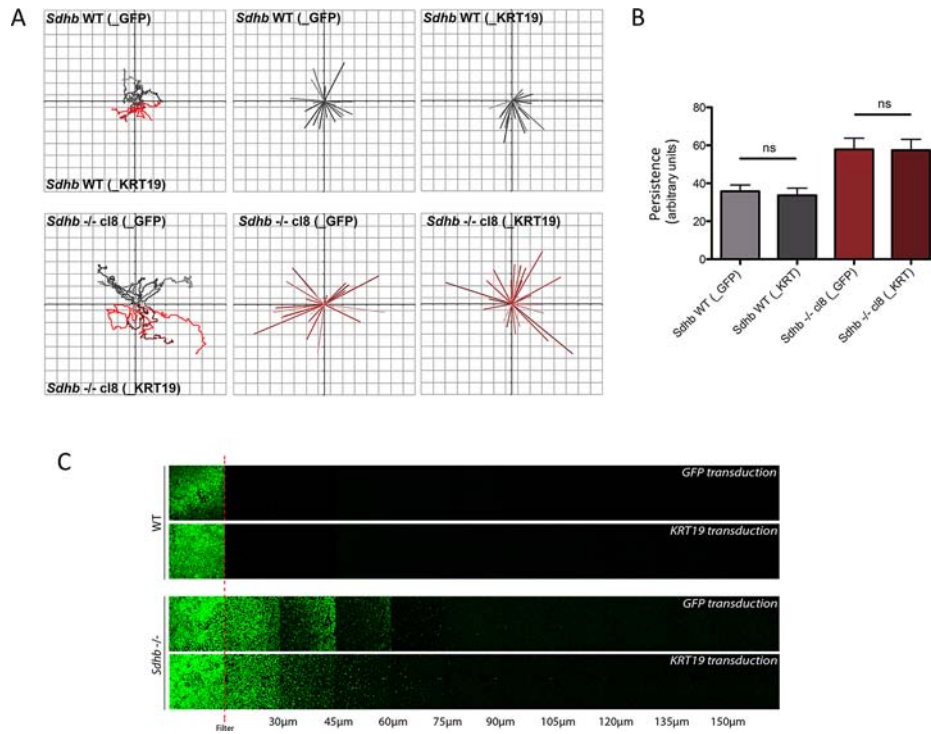 A
Sdhb WT (_GFP)
Sdhb WT (_KRT19)
Sdhb WT (_GFP)
Sdhb WT (_KRT19)
Sdhb -/- cl8 (_GFP)
Sdhb -/- cl8 (_KRT19)
Sdhb -/- cl8 (_GFP)
Sdhb -/- cl8 (_KRT19)
B
Persistence
(arbitrary units)
80
60
40
20
0
ns
ns
Sdhb WT (_GFP)
Sdhb WT (_KRT)
Sdhb -/- cl8 (_GFP)
Sdhb -/- cl8 (_KRT)
C
WT
GFP transduction
KRT19 transduction
Sdhb -/-
GFP transduction
KRT19 transduction
Filter
30µm 45µm 60µm 75µm 90µm 105µm 120µm 135µm 150µm